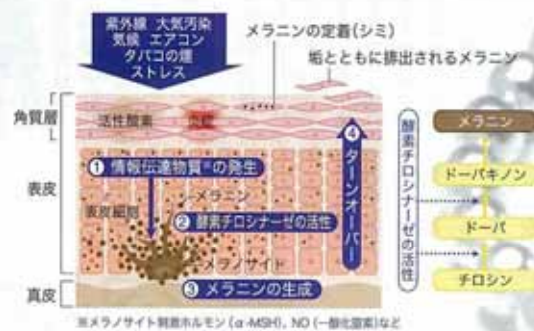 紫外線 大気汚染
気候 エアコン
タバコの煙
ストレス
メラニンの定着(シミ)
垢とともに排出されるメラニン
角質層
活性酸素
炎症
④ターンオーバー
①情報伝達物質※の発生
表皮
メラニン
表皮細胞
②酵素チロシナーゼの活性
メラノサイド
真皮
③メラニンの生成
酵素チロシナーゼの活性
メラニン
ドーパキノン
ドーパ
チロシン
※メラノサイト刺激ホルモン(α-MSH)、NO(一酸化窒素)など